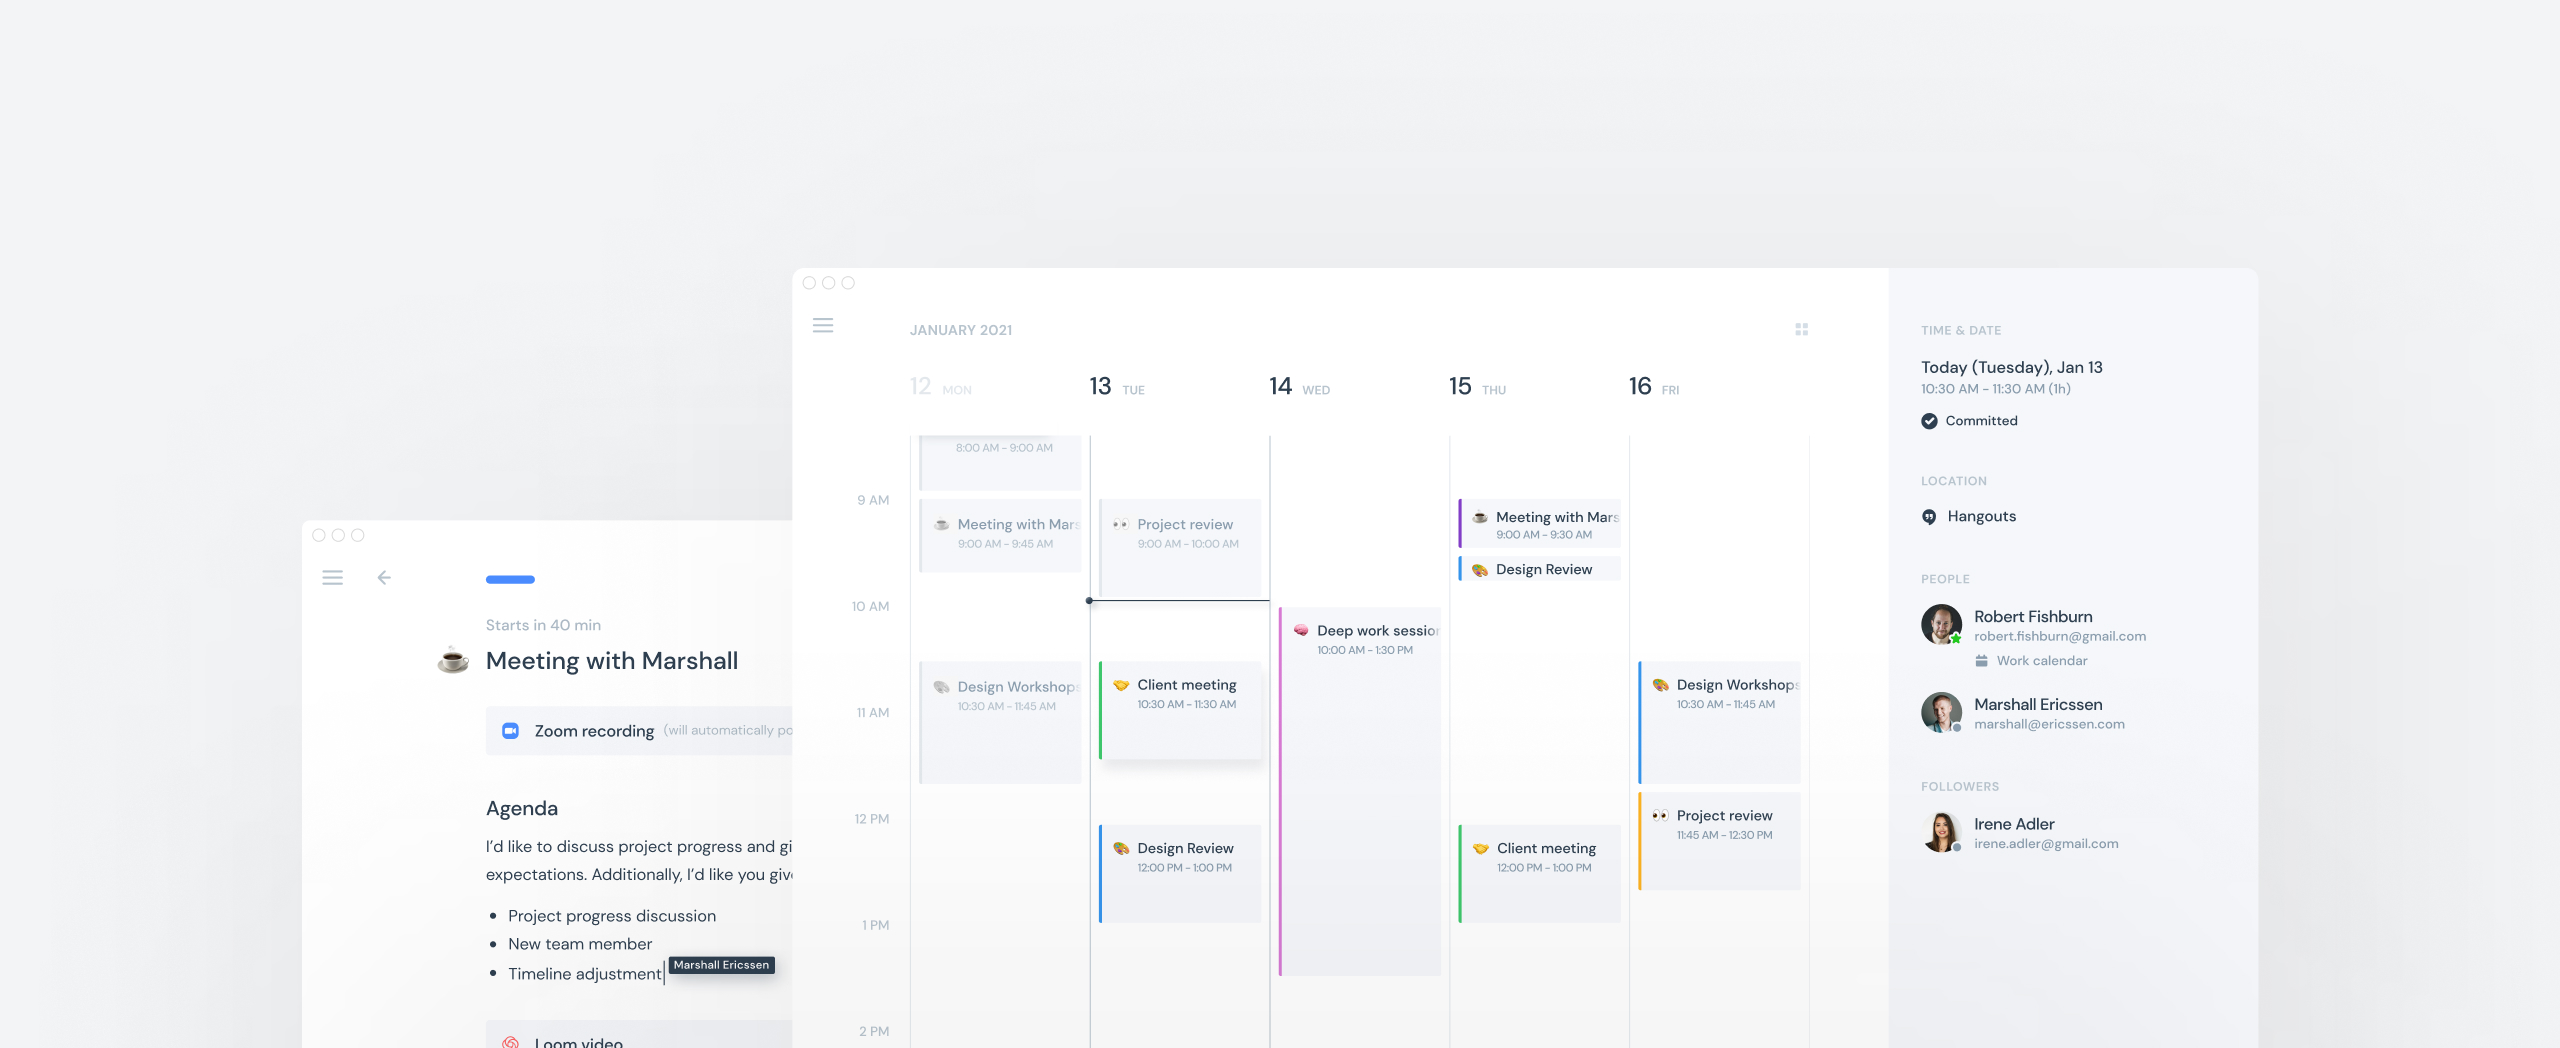 Starts in 40 min
Meeting with Marshall
Zoom recording (will automatically po
Agenda
I'd like to discuss project progress and gi
expectations. Additionally, I'd like you give
Project progress discussion
New team member
Timeline adjustment
Marshall Ericssen
Loom video
JANUARY 2021
12 MON
13 TUE
14 WED
15 THU
16 FRI
9 AM
10 AM
11 AM
12 PM
1 PM
2 PM
8:00 AM - 9:00 AM
Meeting with Mars
9:00 AM - 9:45 AM
Design Workshops
10:30 AM - 11:45 AM
Project review
9:00 AM - 10:00 AM
Client meeting
10:30 AM - 11:30 AM
Design Review
12:00 PM - 1:00 PM
Deep work session
10:00 AM - 1:30 PM
Meeting with Mars
9:00 AM - 9:30 AM
Design Review
Client meeting
12:00 PM - 1:00 PM
Design Workshops
10:30 AM - 11:45 AM
Project review
11:45 AM - 12:30 PM
TIME & DATE
Today (Tuesday), Jan 13
10:30 AM - 11:30 AM (1h)
Committed
LOCATION
Hangouts
PEOPLE
Robert Fishburn
robert.fishburn@gmail.com
Work calendar
Marshall Ericssen
marshall@ericssen.com
FOLLOWERS
Irene Adler
irene.adler@gmail.com